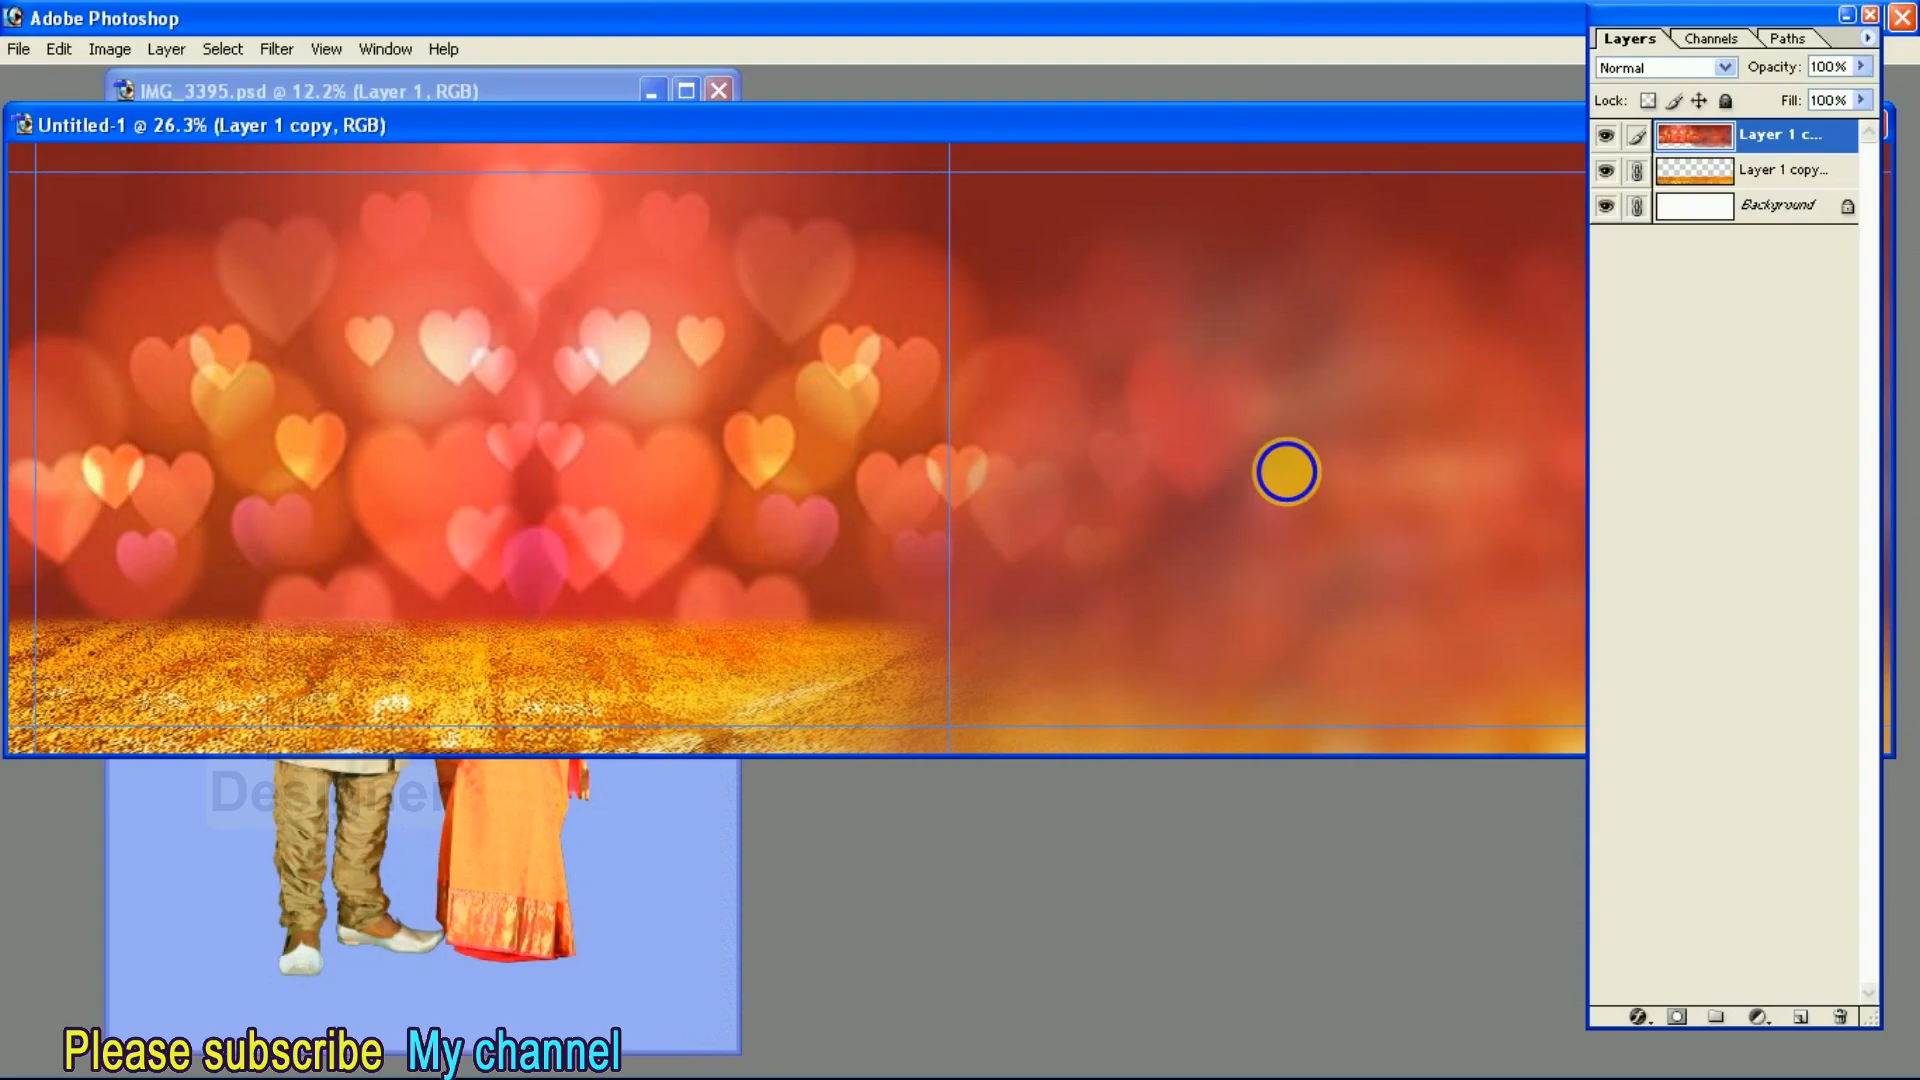 Adobe Photoshop
File Edit Image Layer Select Filter View Window Help
IMG_3395.psd @ 12.2% (Layer 1, RGB)
Untitled-1 @ 26.3% (Layer 1 copy, RGB)
Layers Channels Paths
Normal Opacity: 100%
Lock: Fill: 100%
Layer 1 c...
Layer 1 copy...
Background
Designer
Please subscribe My channel